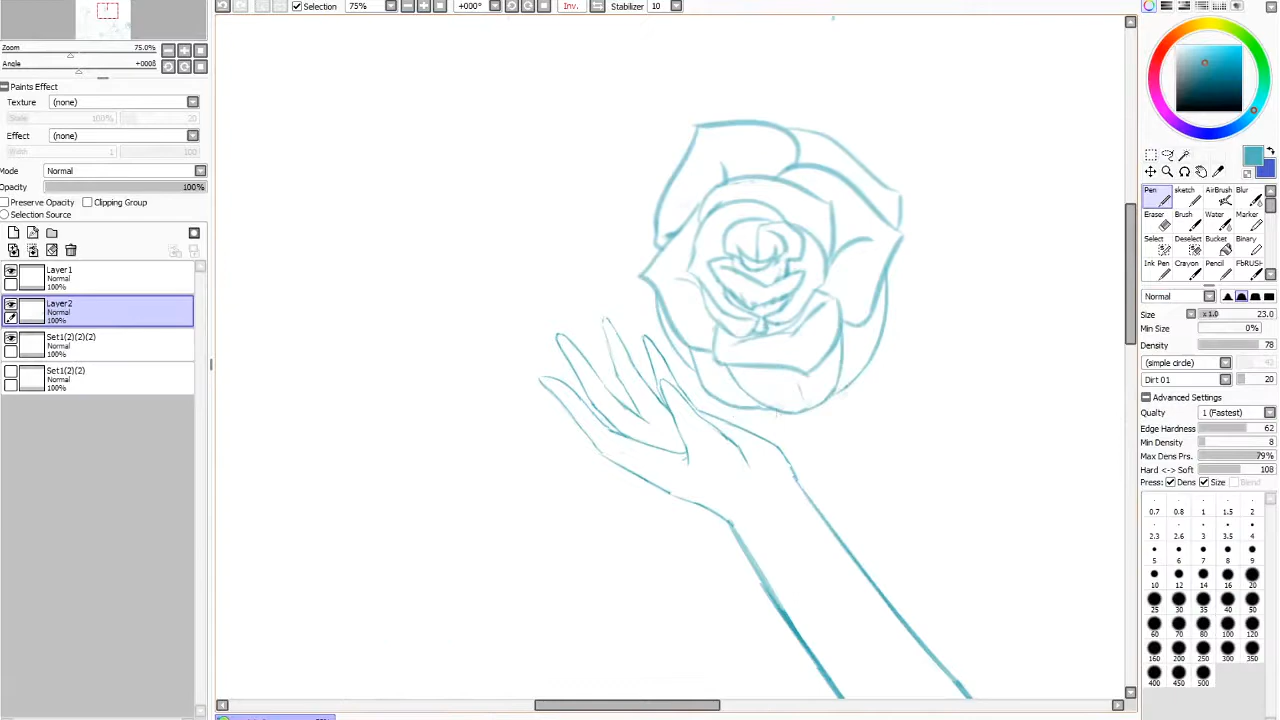 Selection 75% +000° Inv. Stabilizer 10
Zoom 75.0%
Angle +000ß
Paints Effect
Texture (none)
Scale 100% 20
Effect (none)
Width 1 100
Mode Normal
Opacity 100%
Preserve Opacity Clipping Group
Selection Source
Layer1
Normal
100%
Layer2
Normal
100%
Set1(2)(2)(2)
Normal
100%
Set1(2)(2)
Normal
100%
Pen sketch AirBrush Blur
Eraser Brush Water Marker
Select Deselect Bucket Binary
Ink Pen Crayon Pencil FbRUSH
Normal
Size x 1.0 23.0
Min Size 0%
Density 78
(simple circle)
Dirt 01 20
Advanced Settings
Quality 1 (Fastest)
Edge Hardness 62
Min Density 8
Max Dens Prs. 79%
Hard <-> Soft 108
Press: Dens Size Blend
0.7 0.8 1 1.5 2
2.3 2.6 3 3.5 4
5 6 7 8 9
10 12 14 16 20
25 30 35 40 50
60 70 80 100 120
160 200 250 300 350
400 450 500